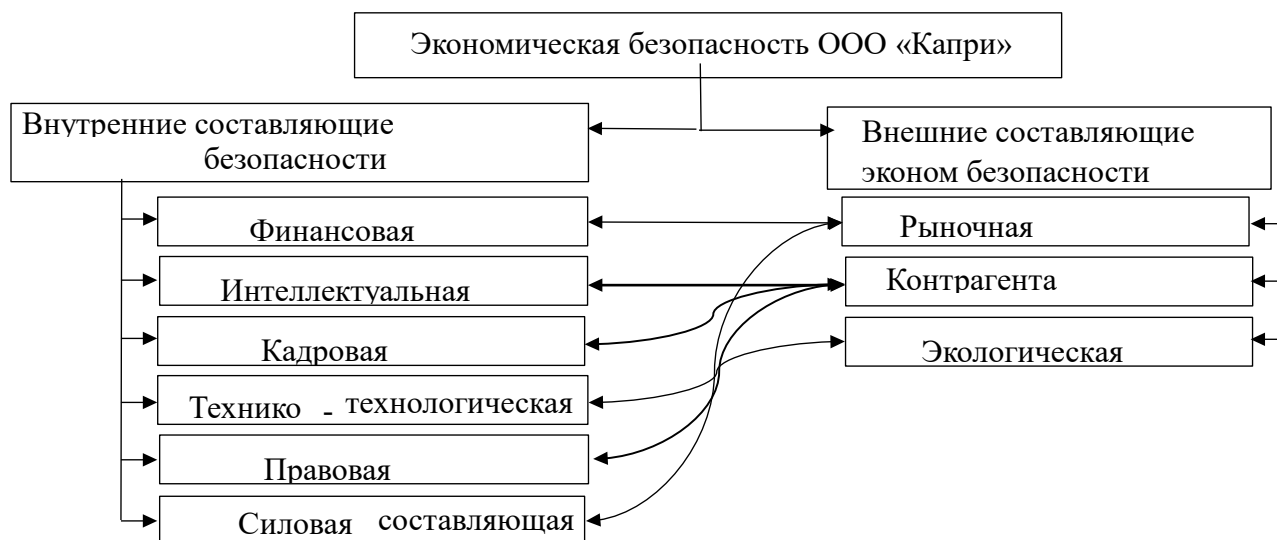 Экономическая безопасность ООО «Капри»
Внутренние составляющие
безопасности
Внешние составляющие
эконом безопасности
Финансовая
Рыночная
Интеллектуальная
Контрагента
Кадровая
Экологическая
Технико - технологическая
Правовая
Силовая составляющая